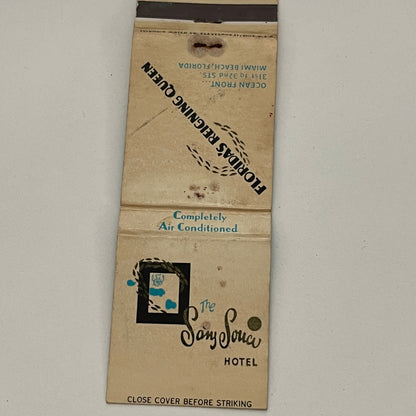 OCEAN FRONT...
31st to 32nd STS.
MIAMI BEACH, FLORIDA
FLORIDA'S REIGNING QUEEN
Completely
Air Conditioned
The
Sans Souci
HOTEL
CLOSE COVER BEFORE STRIKING